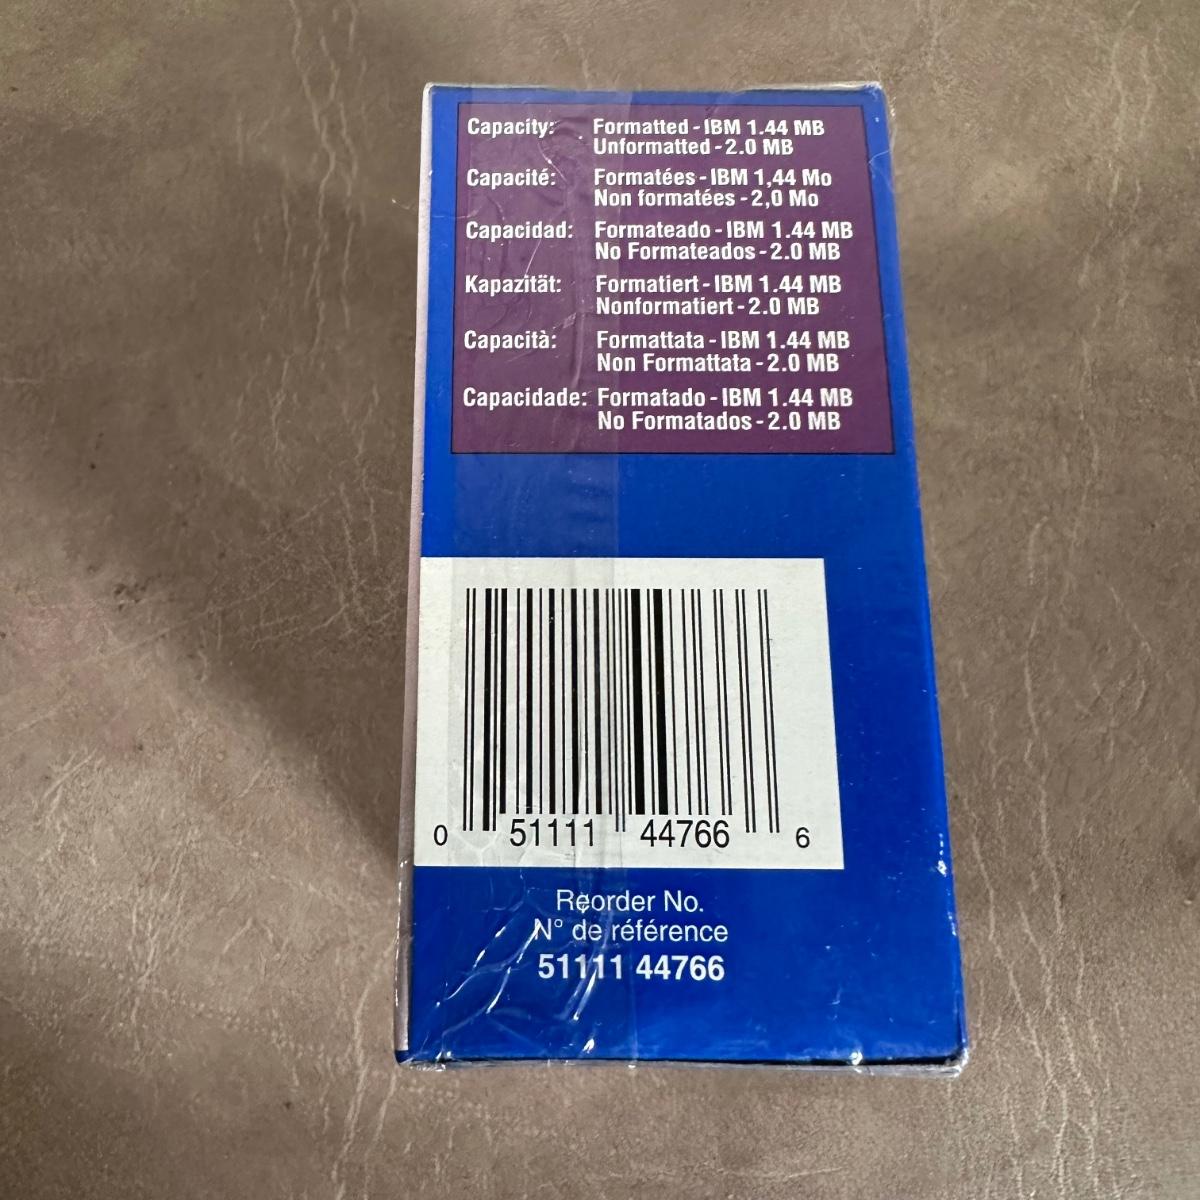 Capacity: Formatted - IBM 1.44 MB
Unformatted - 2.0 MB
Capacité: Formatées - IBM 1,44 Mo
Non formatées - 2,0 Mo
Capacidad: Formateado - IBM 1.44 MB
No Formateados - 2.0 MB
Kapazität: Formatiert - IBM 1.44 MB
Nonformatiert - 2.0 MB
Capacità: Formattata - IBM 1.44 MB
Non Formattata - 2.0 MB
Capacidade: Formatado - IBM 1.44 MB
No Formatados - 2.0 MB
0 51111 44766 6
Reorder No.
N° de référence
51111 44766